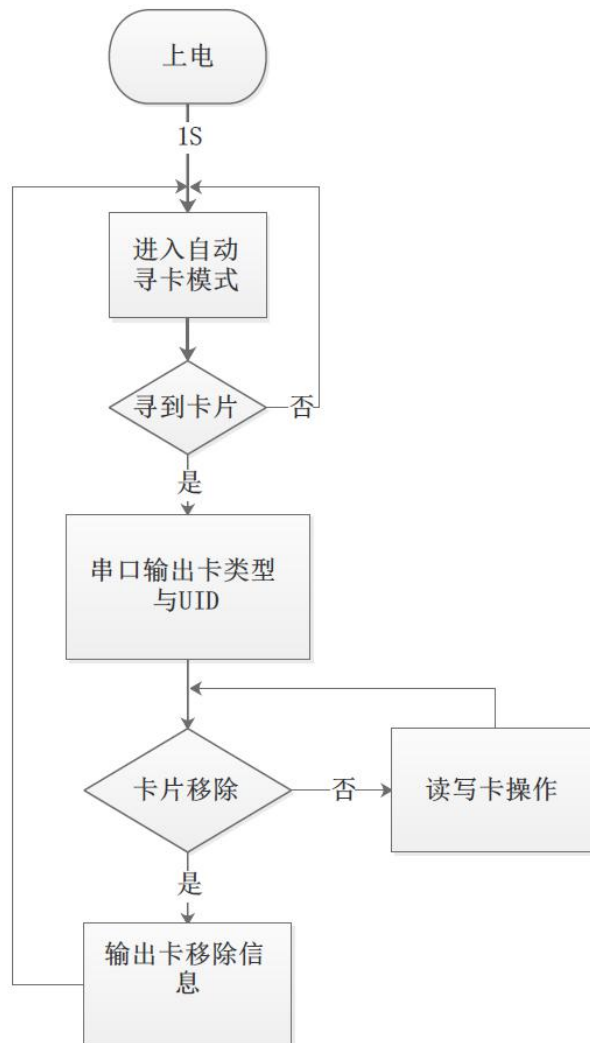 上电
1S
进入自动
寻卡模式
寻到卡片
否
是
串口输出卡类型
与UID
卡片移除
否
读写卡操作
是
输出卡移除信
息